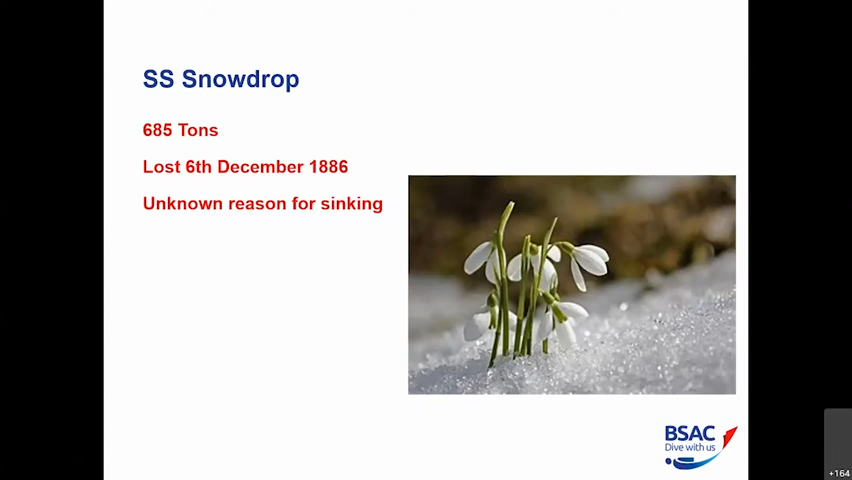 SS Snowdrop
685 Tons
Lost 6th December 1886
Unknown reason for sinking
BSAC
Dive with us
+164